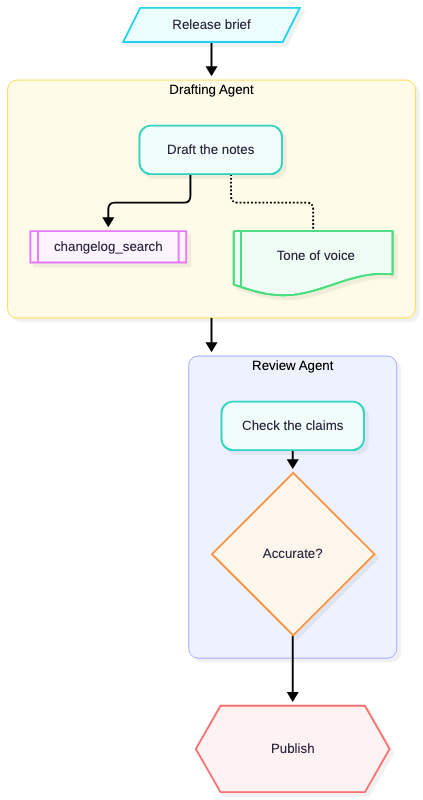 Release brief
Drafting Agent
Draft the notes
changelog_search
Tone of voice
Review Agent
Check the claims
Accurate?
Publish